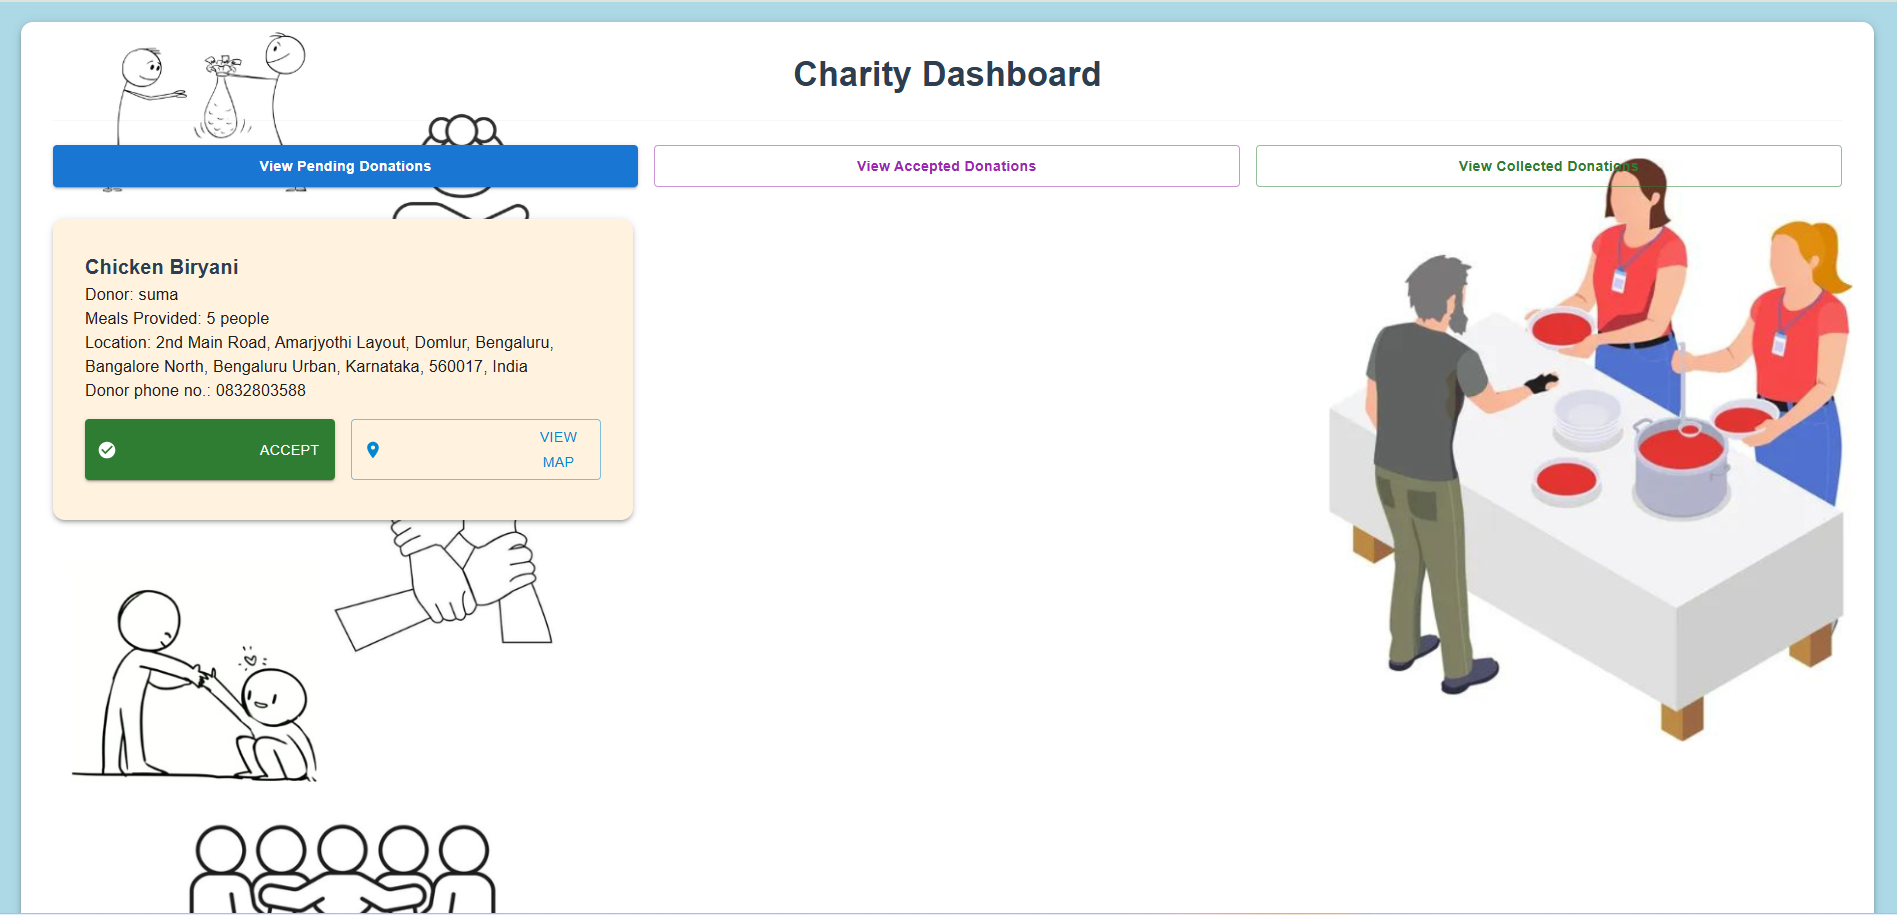 Charity Dashboard
View Pending Donations
View Accepted Donations
View Collected Donations
Chicken Biryani
Donor: suma
Meals Provided: 5 people
Location: 2nd Main Road, Amarjyothi Layout, Domlur, Bengaluru,
Bangalore North, Bengaluru Urban, Karnataka, 560017, India
Donor phone no.: 0832803588
ACCEPT
VIEW
MAP